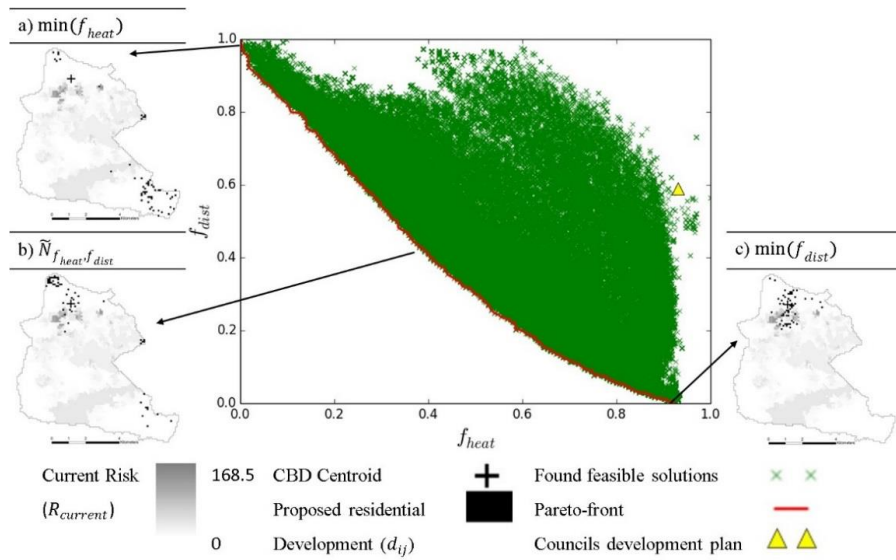 a) min(f_heat)
b) Ñ_f_heat,f_dist
c) min(f_dist)
1.0
0.8
0.6
0.4
0.2
0.0
f_dist
0.0 0.2 0.4 0.6 0.8 1.0
f_heat
Current Risk
(R_current)
168.5
0
CBD Centroid
Proposed residential
Development (d_ij)
Found feasible solutions
Pareto-front
Councils development plan